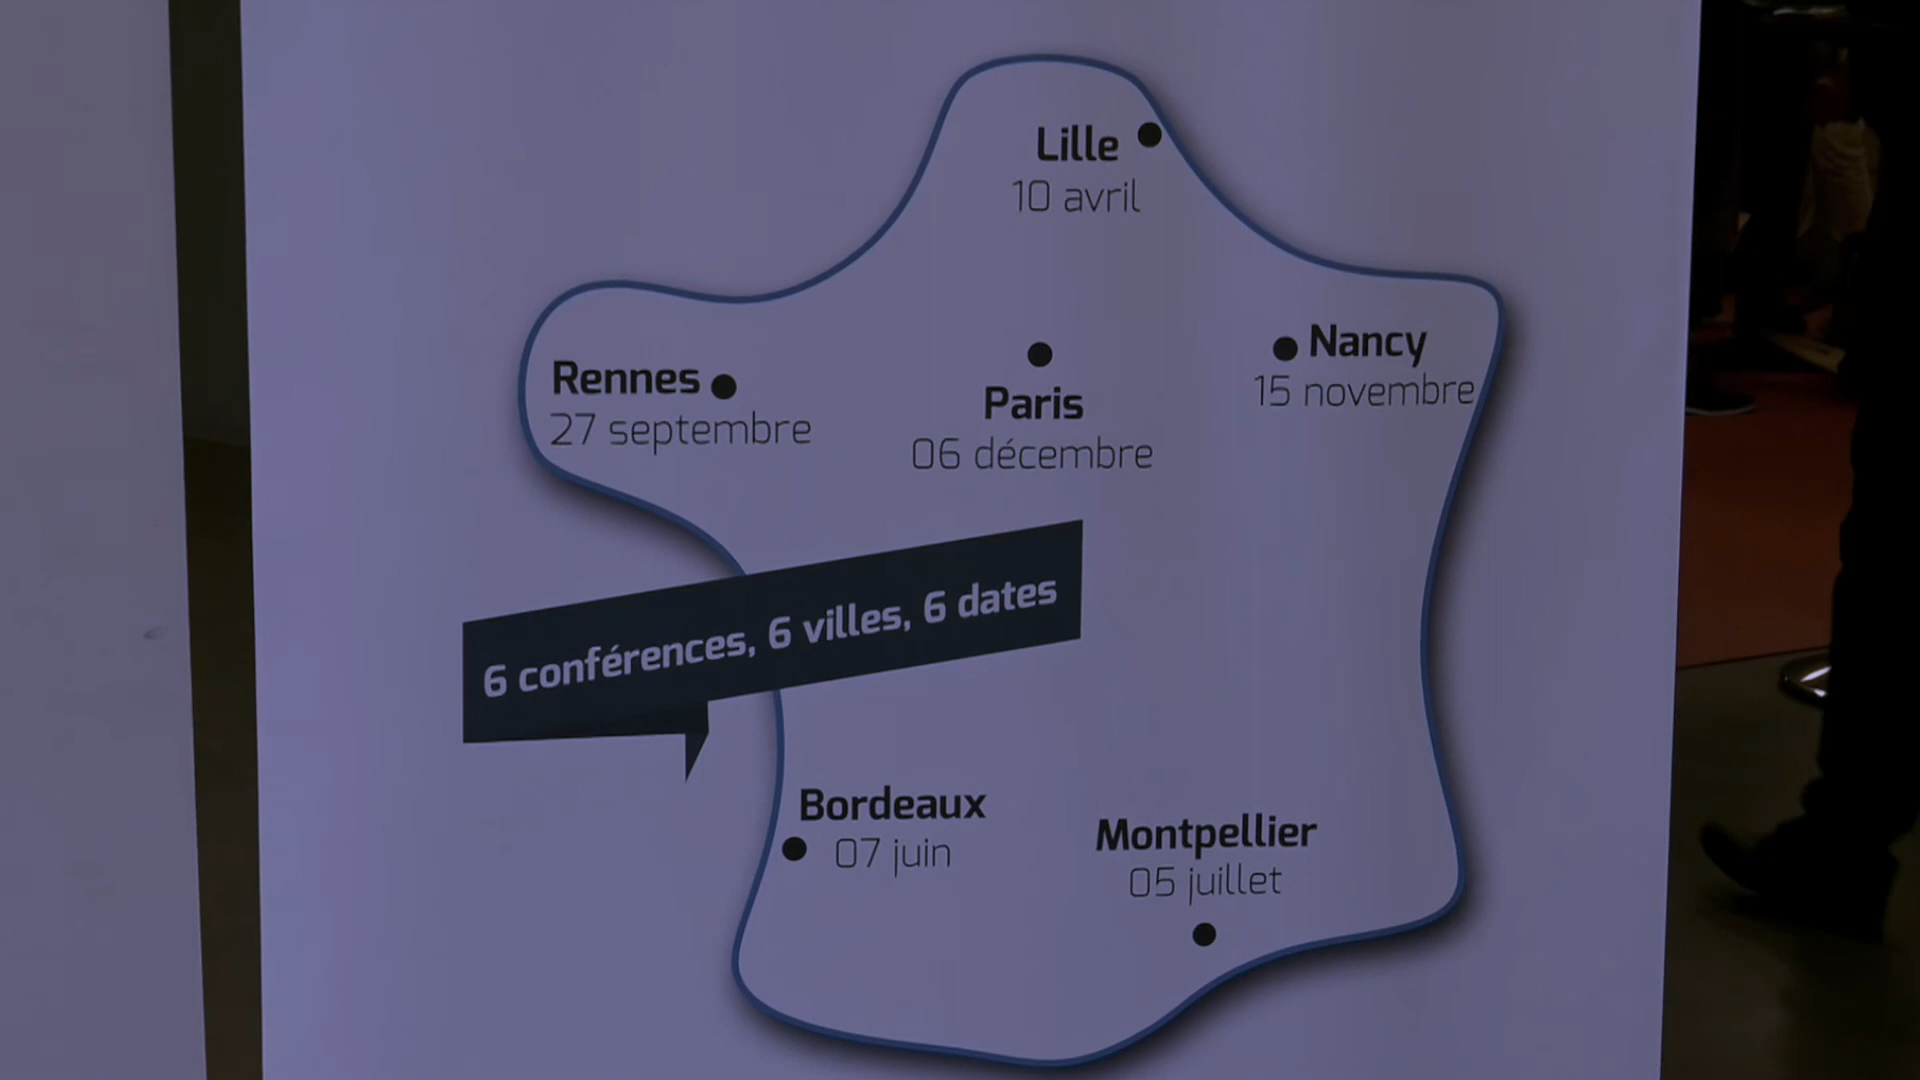 Lille
10 avril
Nancy
15 novembre
Rennes
27 septembre
Paris
06 décembre
6 conférences, 6 villes, 6 dates
Bordeaux
07 juin
Montpellier
05 juillet